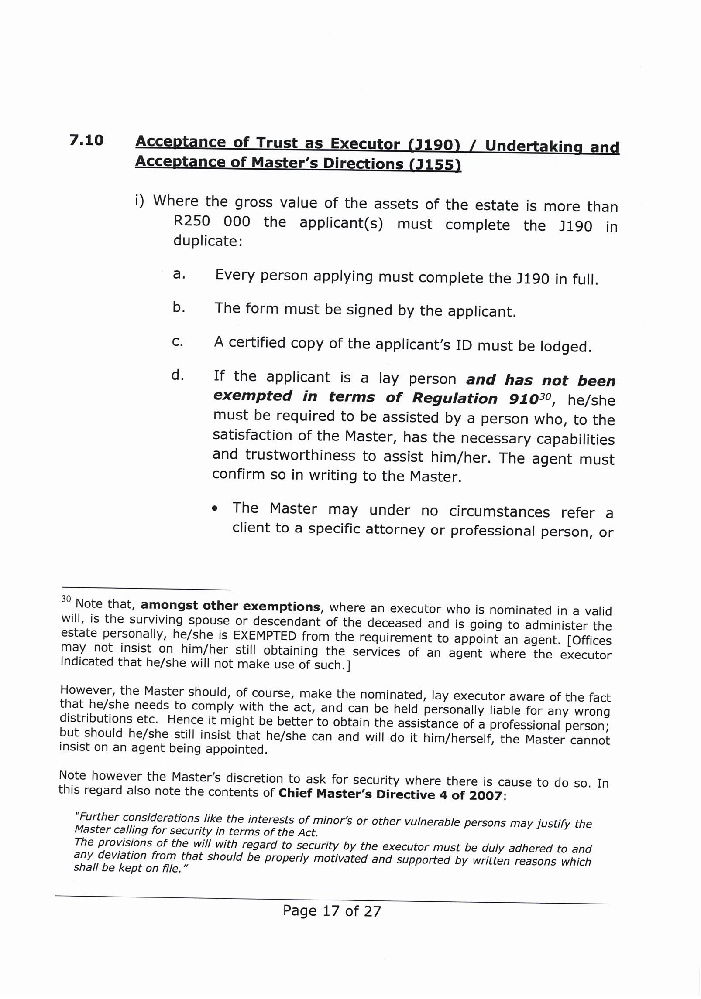 7.10 Acceptance of Trust as Executor (J190) / Undertaking and
Acceptance of Master's Directions (J155)
i) Where the gross value of the assets of the estate is more than
R250 000 the applicant(s) must complete the J190 in
duplicate:
a. Every person applying must complete the J190 in full.
b. The form must be signed by the applicant.
c. A certified copy of the applicant's ID must be lodged.
d. If the applicant is a lay person and has not been
exempted in terms of Regulation 910³⁰, he/she
must be required to be assisted by a person who, to the
satisfaction of the Master, has the necessary capabilities
and trustworthiness to assist him/her. The agent must
confirm so in writing to the Master.
• The Master may under no circumstances refer a
client to a specific attorney or professional person, or
³⁰ Note that, amongst other exemptions, where an executor who is nominated in a valid
will, is the surviving spouse or descendant of the deceased and is going to administer the
estate personally, he/she is EXEMPTED from the requirement to appoint an agent. [Offices
may not insist on him/her still obtaining the services of an agent where the executor
indicated that he/she will not make use of such.]
However, the Master should, of course, make the nominated, lay executor aware of the fact
that he/she needs to comply with the act, and can be held personally liable for any wrong
distributions etc. Hence it might be better to obtain the assistance of a professional person;
but should he/she still insist that he/she can and will do it him/herself, the Master cannot
insist on an agent being appointed.
Note however the Master's discretion to ask for security where there is cause to do so. In
this regard also note the contents of Chief Master's Directive 4 of 2007:
"Further considerations like the interests of minor's or other vulnerable persons may justify the
Master calling for security in terms of the Act.
The provisions of the will with regard to security by the executor must be duly adhered to and
any deviation from that should be properly motivated and supported by written reasons which
shall be kept on file."
Page 17 of 27